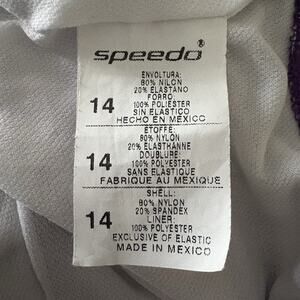 speedo®
ENVOLTURA:
80% NILON
20% ELASTANO
FORRO:
14
100% POLIESTER
SIN ELASTICO
HECHO EN MEXICO
ÉTOFFE:
80% NYLON
20% ELASTHANNE
14
DOUBLURE:
100% POLYESTER
SANS ELASTIQUE
FABRIQUE AU MEXIQUE
SHELL:
80% NYLON
20% SPANDEX
14
LINER:
100% POLYESTER
EXCLUSIVE OF ELASTIC
MADE IN MEXICO